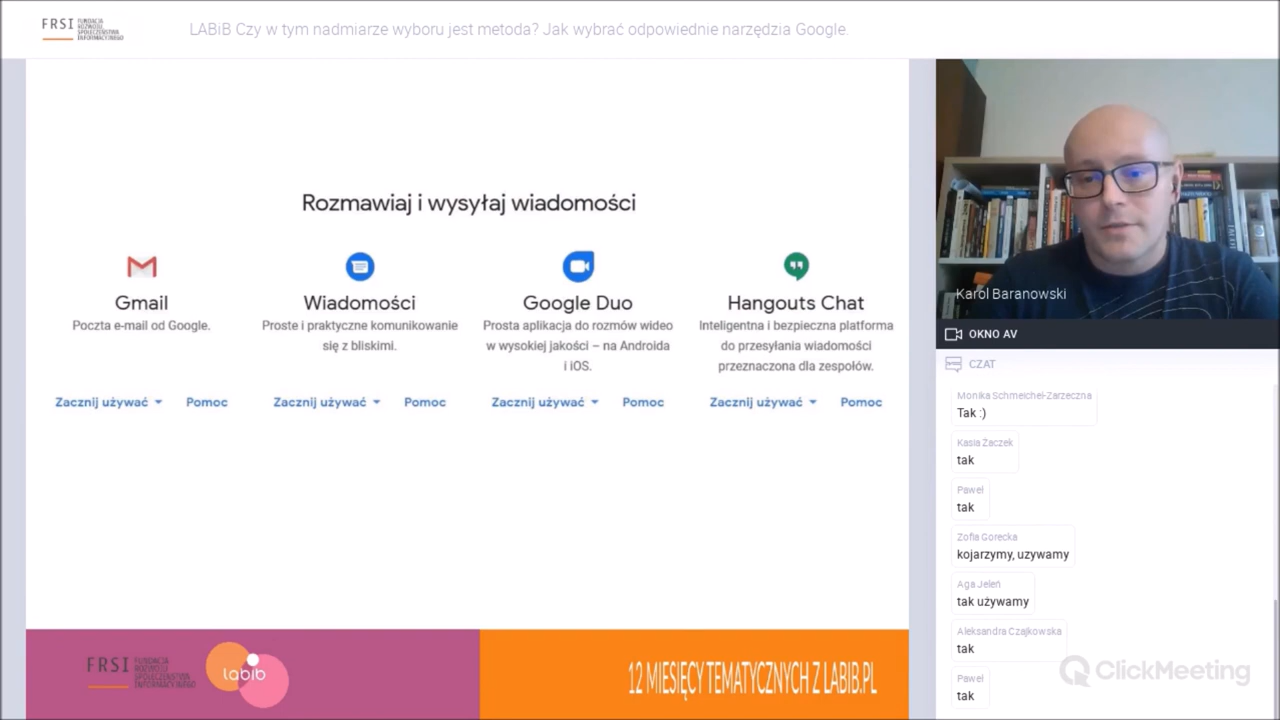 FRSI FUNDACJA
ROZWOJU
SPOŁECZEŃSTWA
INFORMACYJNEGO
LABiB Czy w tym nadmiarze wyboru jest metoda? Jak wybrać odpowiednie narzędzia Google.
Rozmawiaj i wysyłaj wiadomości
Gmail
Poczta e-mail od Google.
Zacznij używać Pomoc
Wiadomości
Proste i praktyczne komunikowanie
się z bliskimi.
Zacznij używać Pomoc
Google Duo
Prosta aplikacja do rozmów wideo
w wysokiej jakości – na Androida
i iOS.
Zacznij używać Pomoc
Hangouts Chat
Inteligentna i bezpieczna platforma
do przesyłania wiadomości
przeznaczona dla zespołów.
Zacznij używać Pomoc
FRSI FUNDACJA
ROZWOJU
SPOŁECZEŃSTWA
INFORMACYJNEGO
labib
12 MIESIĘCY TEMATYCZNYCH Z LABIB.PL
Karol Baranowski
OKNO AV
CZAT
Monika Schmeichel-Zarzeczna
Tak :)
Kasia Żaczek
tak
Paweł
tak
Zofia Gorecka
kojarzymy, uzywamy
Aga Jeleń
tak używamy
Aleksandra Czajkowska
tak
Paweł
tak
ClickMeeting